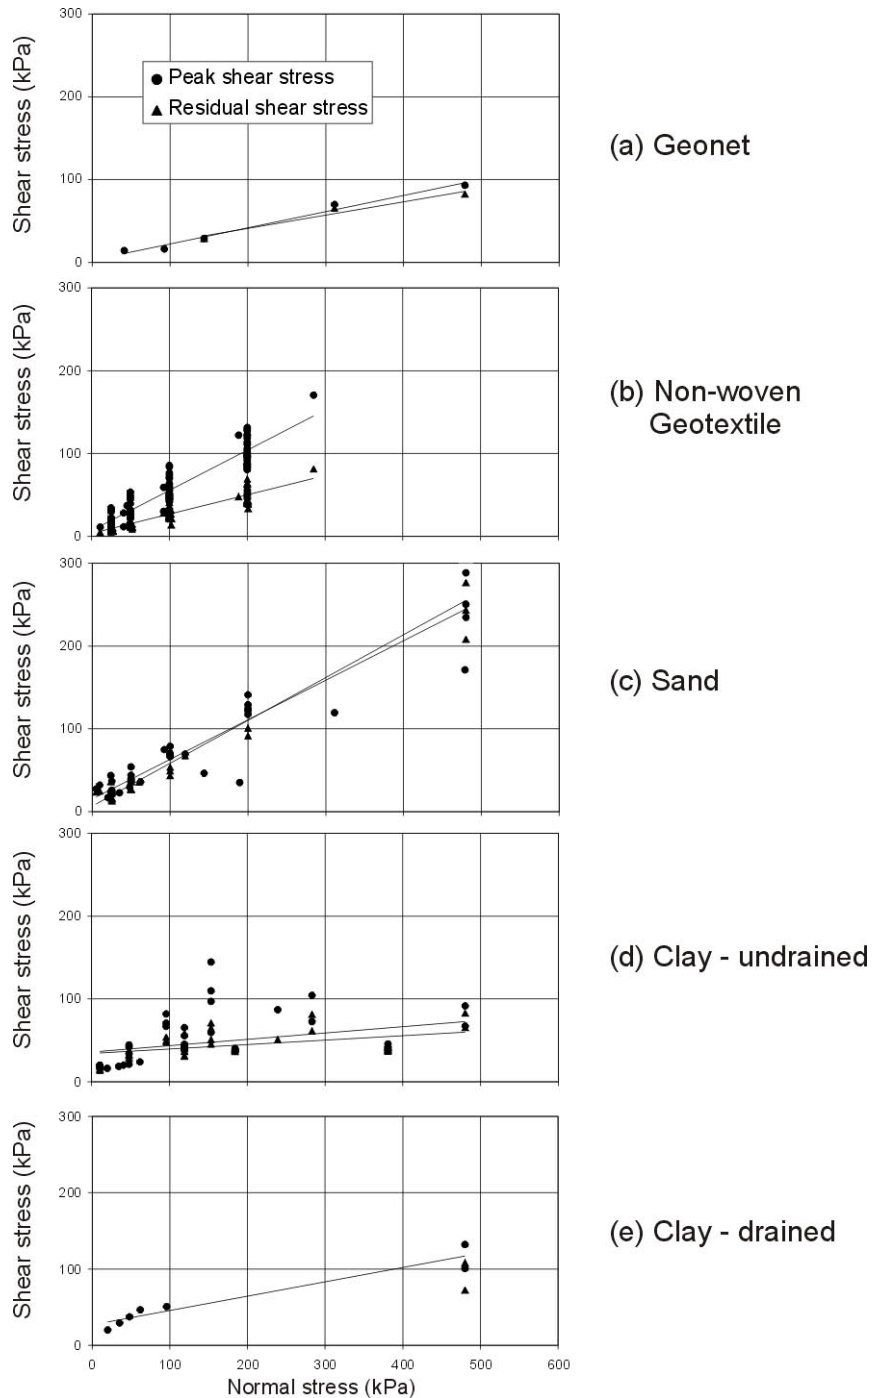 300
200
100
0
Shear stress (kPa)
Peak shear stress
Residual shear stress
(a) Geonet
300
200
100
0
Shear stress (kPa)
(b) Non-woven
Geotextile
300
200
100
0
Shear stress (kPa)
(c) Sand
300
200
100
0
Shear stress (kPa)
(d) Clay - undrained
300
200
100
0
Shear stress (kPa)
(e) Clay - drained
0 100 200 300 400 500 600
Normal stress (kPa)